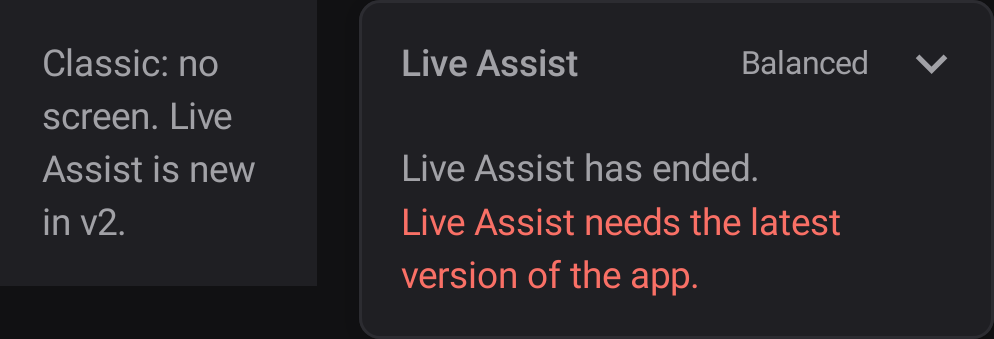 Classic: no
screen. Live
Assist is new
in v2.
Live Assist
Balanced
Live Assist has ended.
Live Assist needs the latest
version of the app.